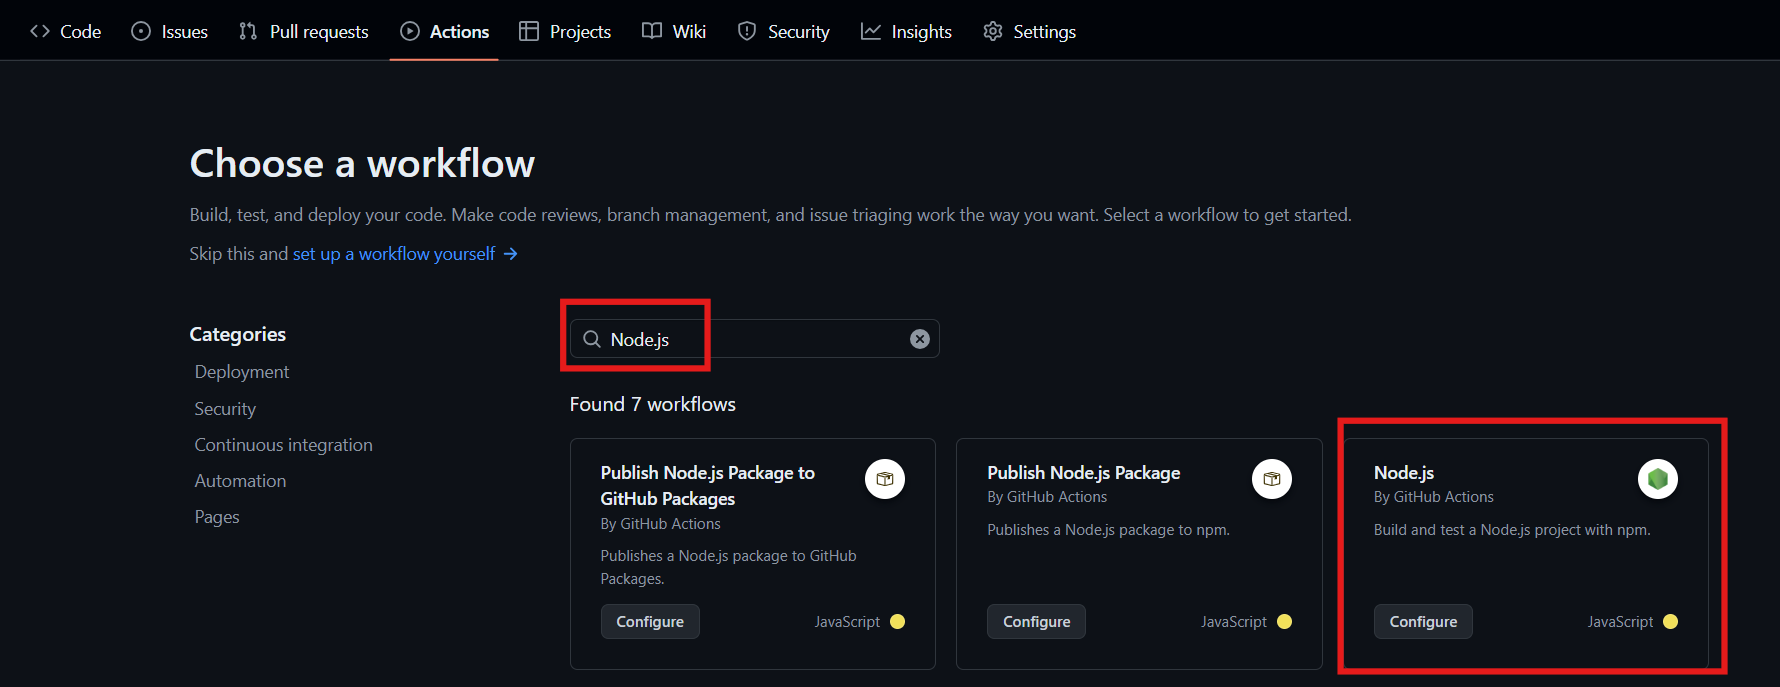 Code Issues Pull requests Actions Projects Wiki Security Insights Settings
Choose a workflow
Build, test, and deploy your code. Make code reviews, branch management, and issue triaging work the way you want. Select a workflow to get started.
Skip this and set up a workflow yourself →
Categories
Deployment
Security
Continuous integration
Automation
Pages
Node.js
Found 7 workflows
Publish Node.js Package to
GitHub Packages
By GitHub Actions
Publishes a Node.js package to GitHub
Packages.
Configure JavaScript
Publish Node.js Package
By GitHub Actions
Publishes a Node.js package to npm.
Configure JavaScript
Node.js
By GitHub Actions
Build and test a Node.js project with npm.
Configure JavaScript